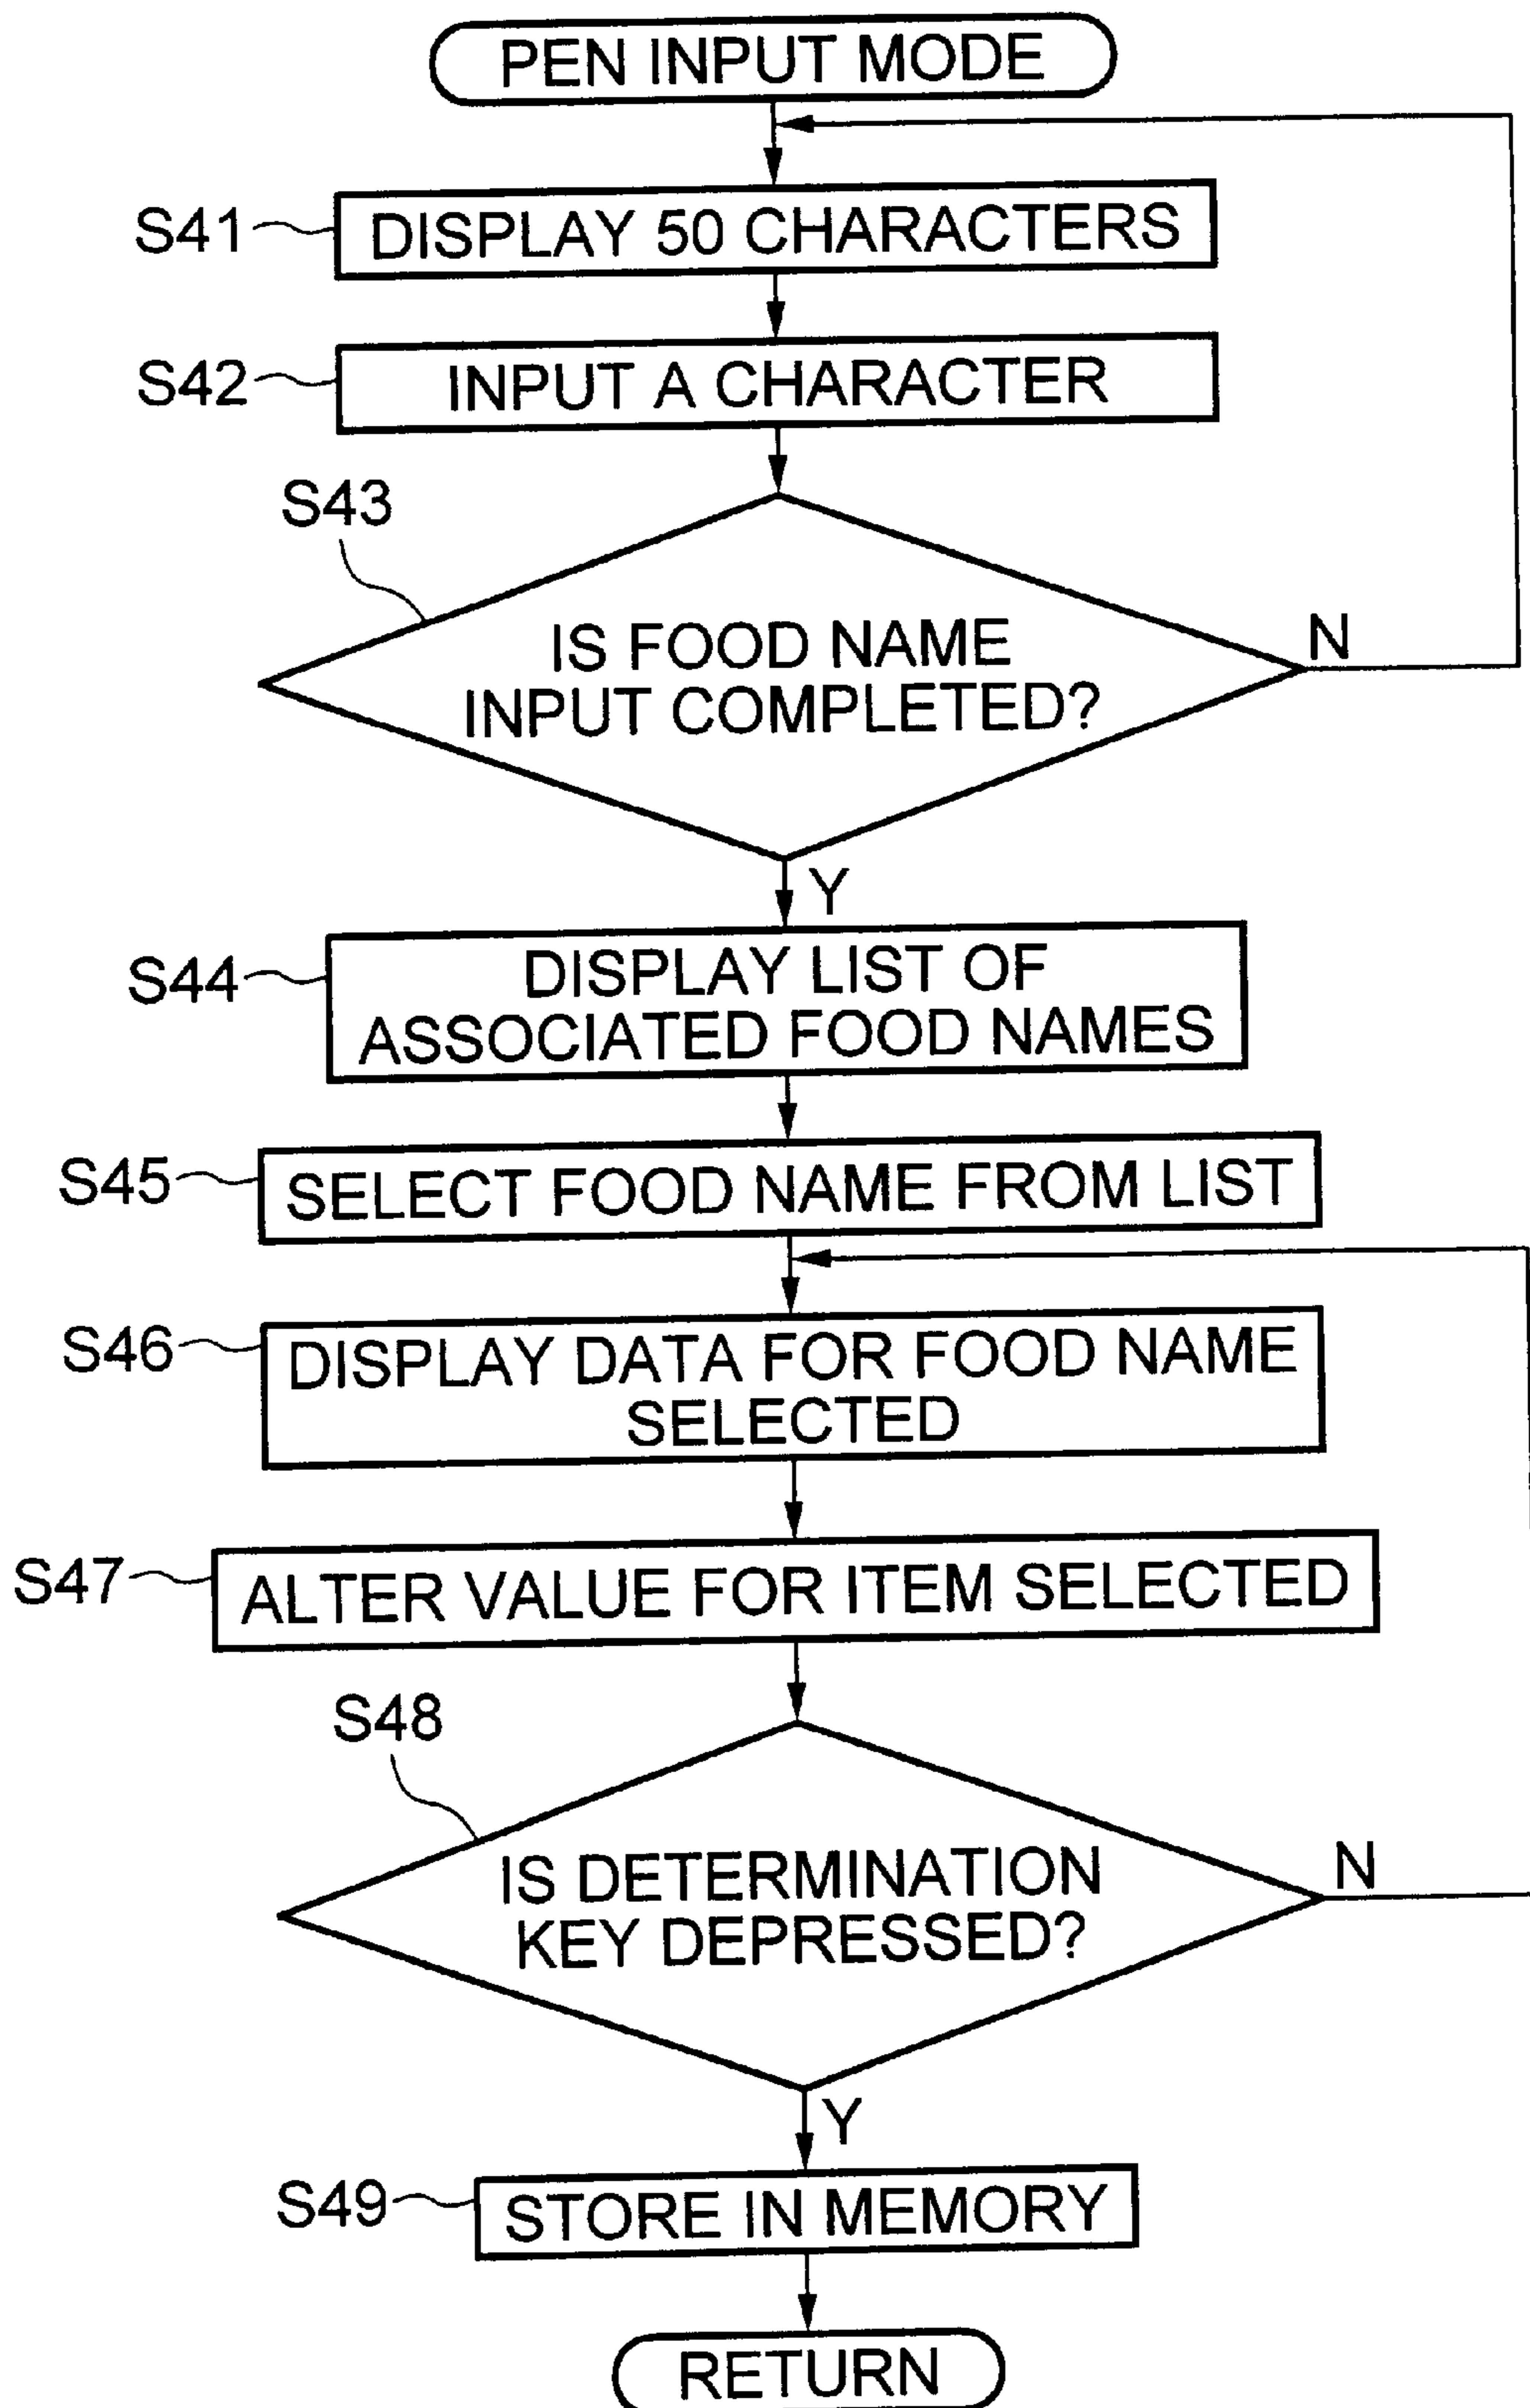 PEN INPUT MODE
S41
DISPLAY 50 CHARACTERS
S42
INPUT A CHARACTER
S43
IS FOOD NAME
INPUT COMPLETED?
N
Y
S44
DISPLAY LIST OF
ASSOCIATED FOOD NAMES
S45
SELECT FOOD NAME FROM LIST
S46
DISPLAY DATA FOR FOOD NAME
SELECTED
S47
ALTER VALUE FOR ITEM SELECTED
S48
IS DETERMINATION
KEY DEPRESSED?
N
Y
S49
STORE IN MEMORY
RETURN